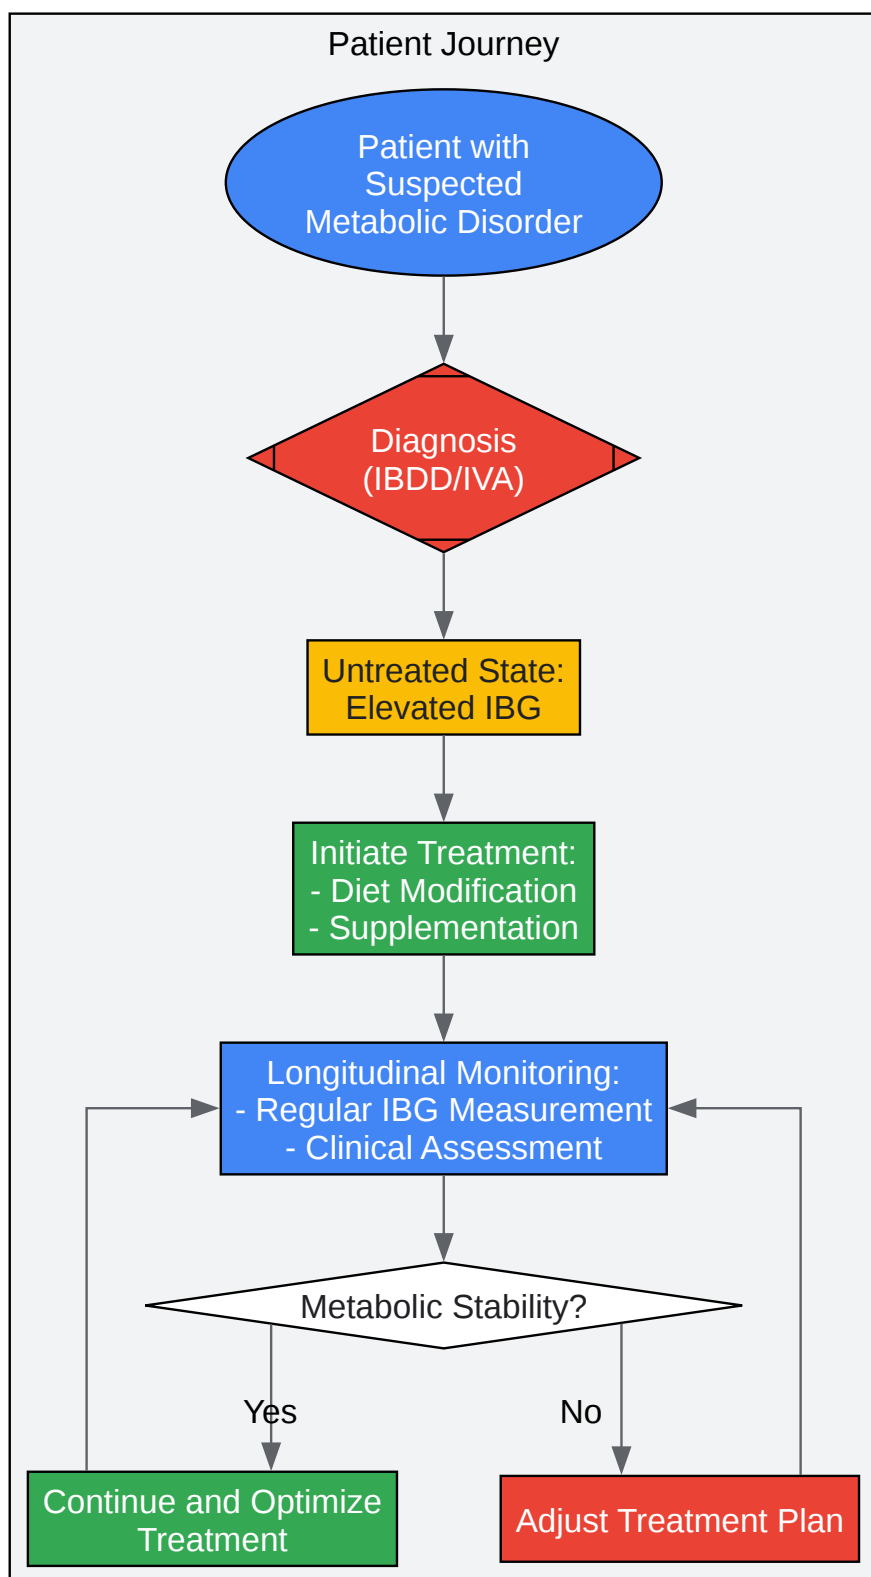 Patient Journey
Patient with
Suspected
Metabolic Disorder
Diagnosis
(IBDD/IVA)
Untreated State:
Elevated IBG
Initiate Treatment:
- Diet Modification
- Supplementation
Longitudinal Monitoring:
- Regular IBG Measurement
- Clinical Assessment
Metabolic Stability?
Yes
No
Continue and Optimize
Treatment
Adjust Treatment Plan